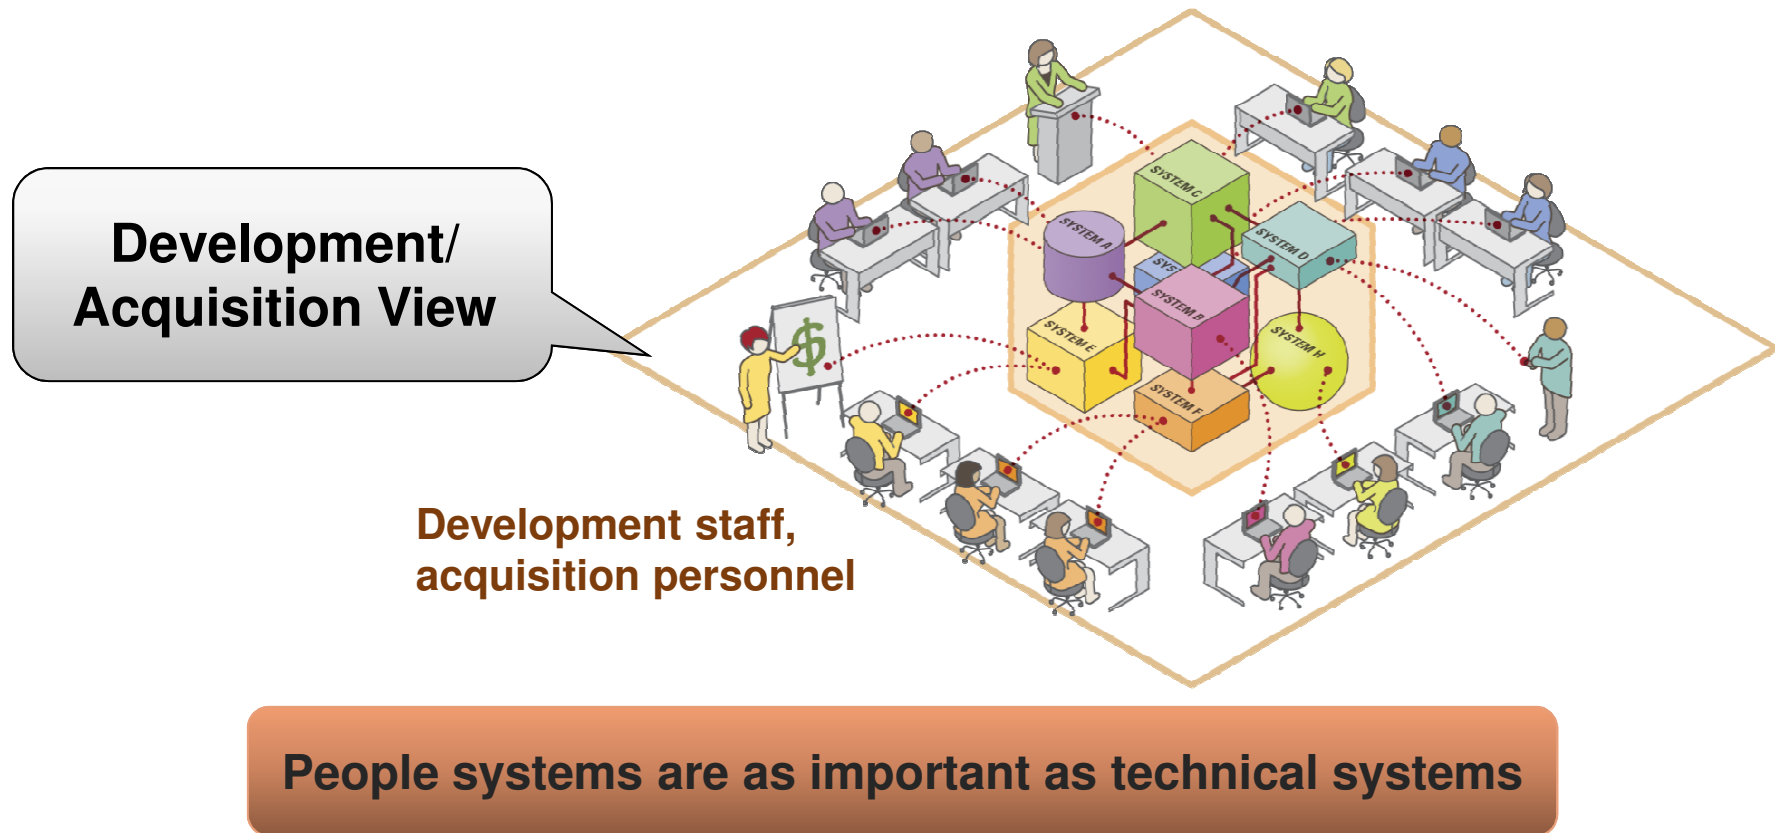 Development/
Acquisition View
SYSTEM C
SYSTEM A
SYSTEM D
SYS
SYSTEM B
SYSTEM E
SYSTEM H
SYSTEM F
$
Development staff,
acquisition personnel
People systems are as important as technical systems